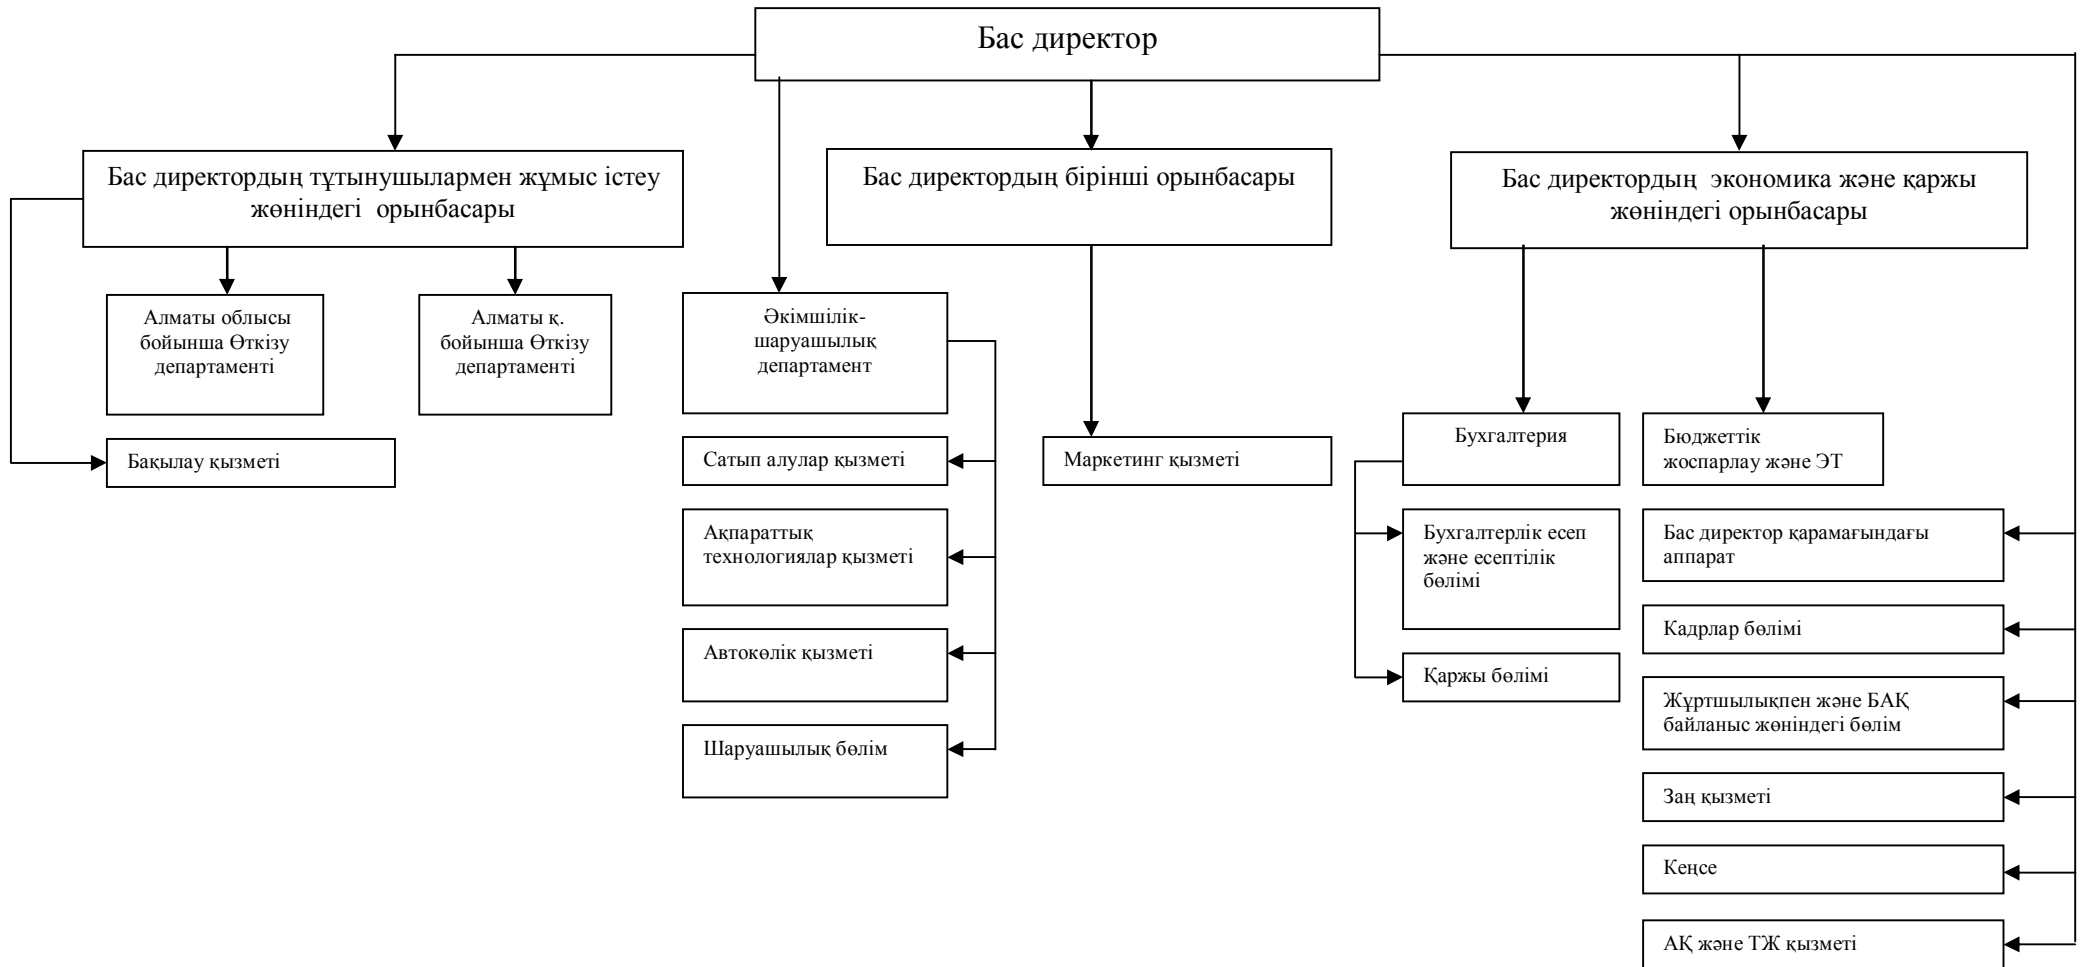 Бас директор
Бас директордың тұтынушылармен жұмыс істеу
жөніндегі орынбасары
Бас директордың бірінші орынбасары
Бас директордың экономика және қаржы
жөніндегі орынбасары
Алматы облысы
бойынша Өткізу
департаменті
Алматы қ.
бойынша Өткізу
департаменті
Бақылау қызметі
Әкімшілік-
шаруашылық
департамент
Сатып алулар қызметі
Ақпараттық
технологиялар қызметі
Автокөлік қызметі
Шаруашылық бөлім
Маркетинг қызметі
Бухгалтерия
Бухгалтерлік есеп
және есептілік
бөлімі
Қаржы бөлімі
Бюджеттік
жоспарлау және ЭТ
Бас директор қарамағындағы
аппарат
Кадрлар бөлімі
Жұртшылықпен және БАҚ
байланыс жөніндегі бөлім
Заң қызметі
Кеңсе
АҚ және ТЖ қызметі